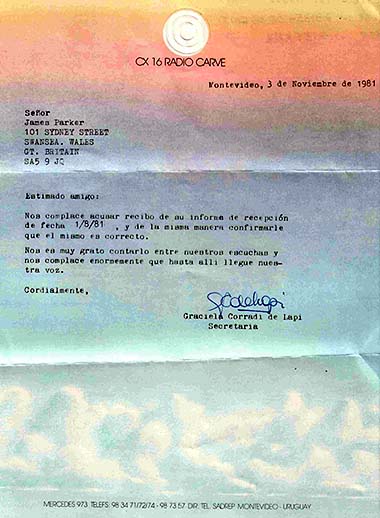 CX 16 RADIO CARVE
Montevideo, 3 de Noviembre de 1981
Señor
James Parker
101 SYDNEY STREET
SWANSEA. WALES
GT. BRITAIN
SA5 9 JQ
Estimado amigo:
Nos complace acusar recibo de su informe de recepción
de fecha 1/8/81 , y de la misma manera confirmarle
que el mismo es correcto.
Nos es muy grato contarlo entre nuestros escuchas y
nos complace enormemente que hasta allí llegue nues-
tra voz.
Cordialmente,
Graciela Corradi de Lapi
Secretaria
MERCEDES 973 TELEFS: 98 34 71/72/74 - 98 73 57 DIR. TEL. SADREP MONTEVIDEO - URUGUAY